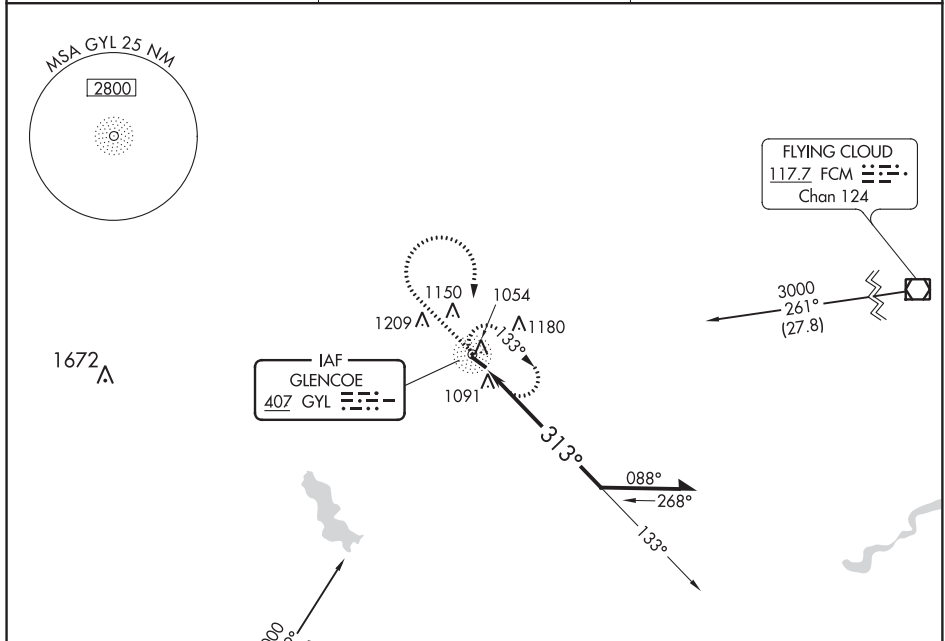 MSA GYL 25 NM
2800
FLYING CLOUD
117.7 FCM
Chan 124
3000
261°
(27.8)
1150
1054
1209
1180
133°
1672
IAF
GLENCOE
407 GYL
1091
313°
088°
268°
133°